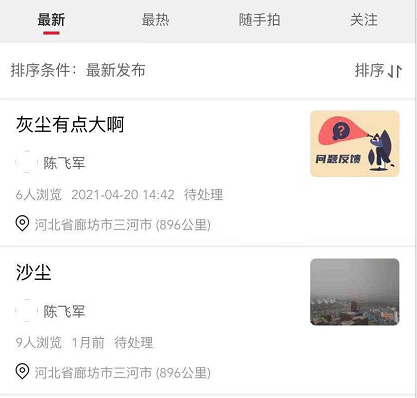 最新 最热 随手拍 关注
排序条件：最新发布 排序
灰尘有点大啊
?
问题反馈
陈飞军
6人浏览 2021-04-20 14:42 待处理
河北省廊坊市三河市 (896公里)
沙尘
陈飞军
9人浏览 1月前 待处理
河北省廊坊市三河市 (896公里)